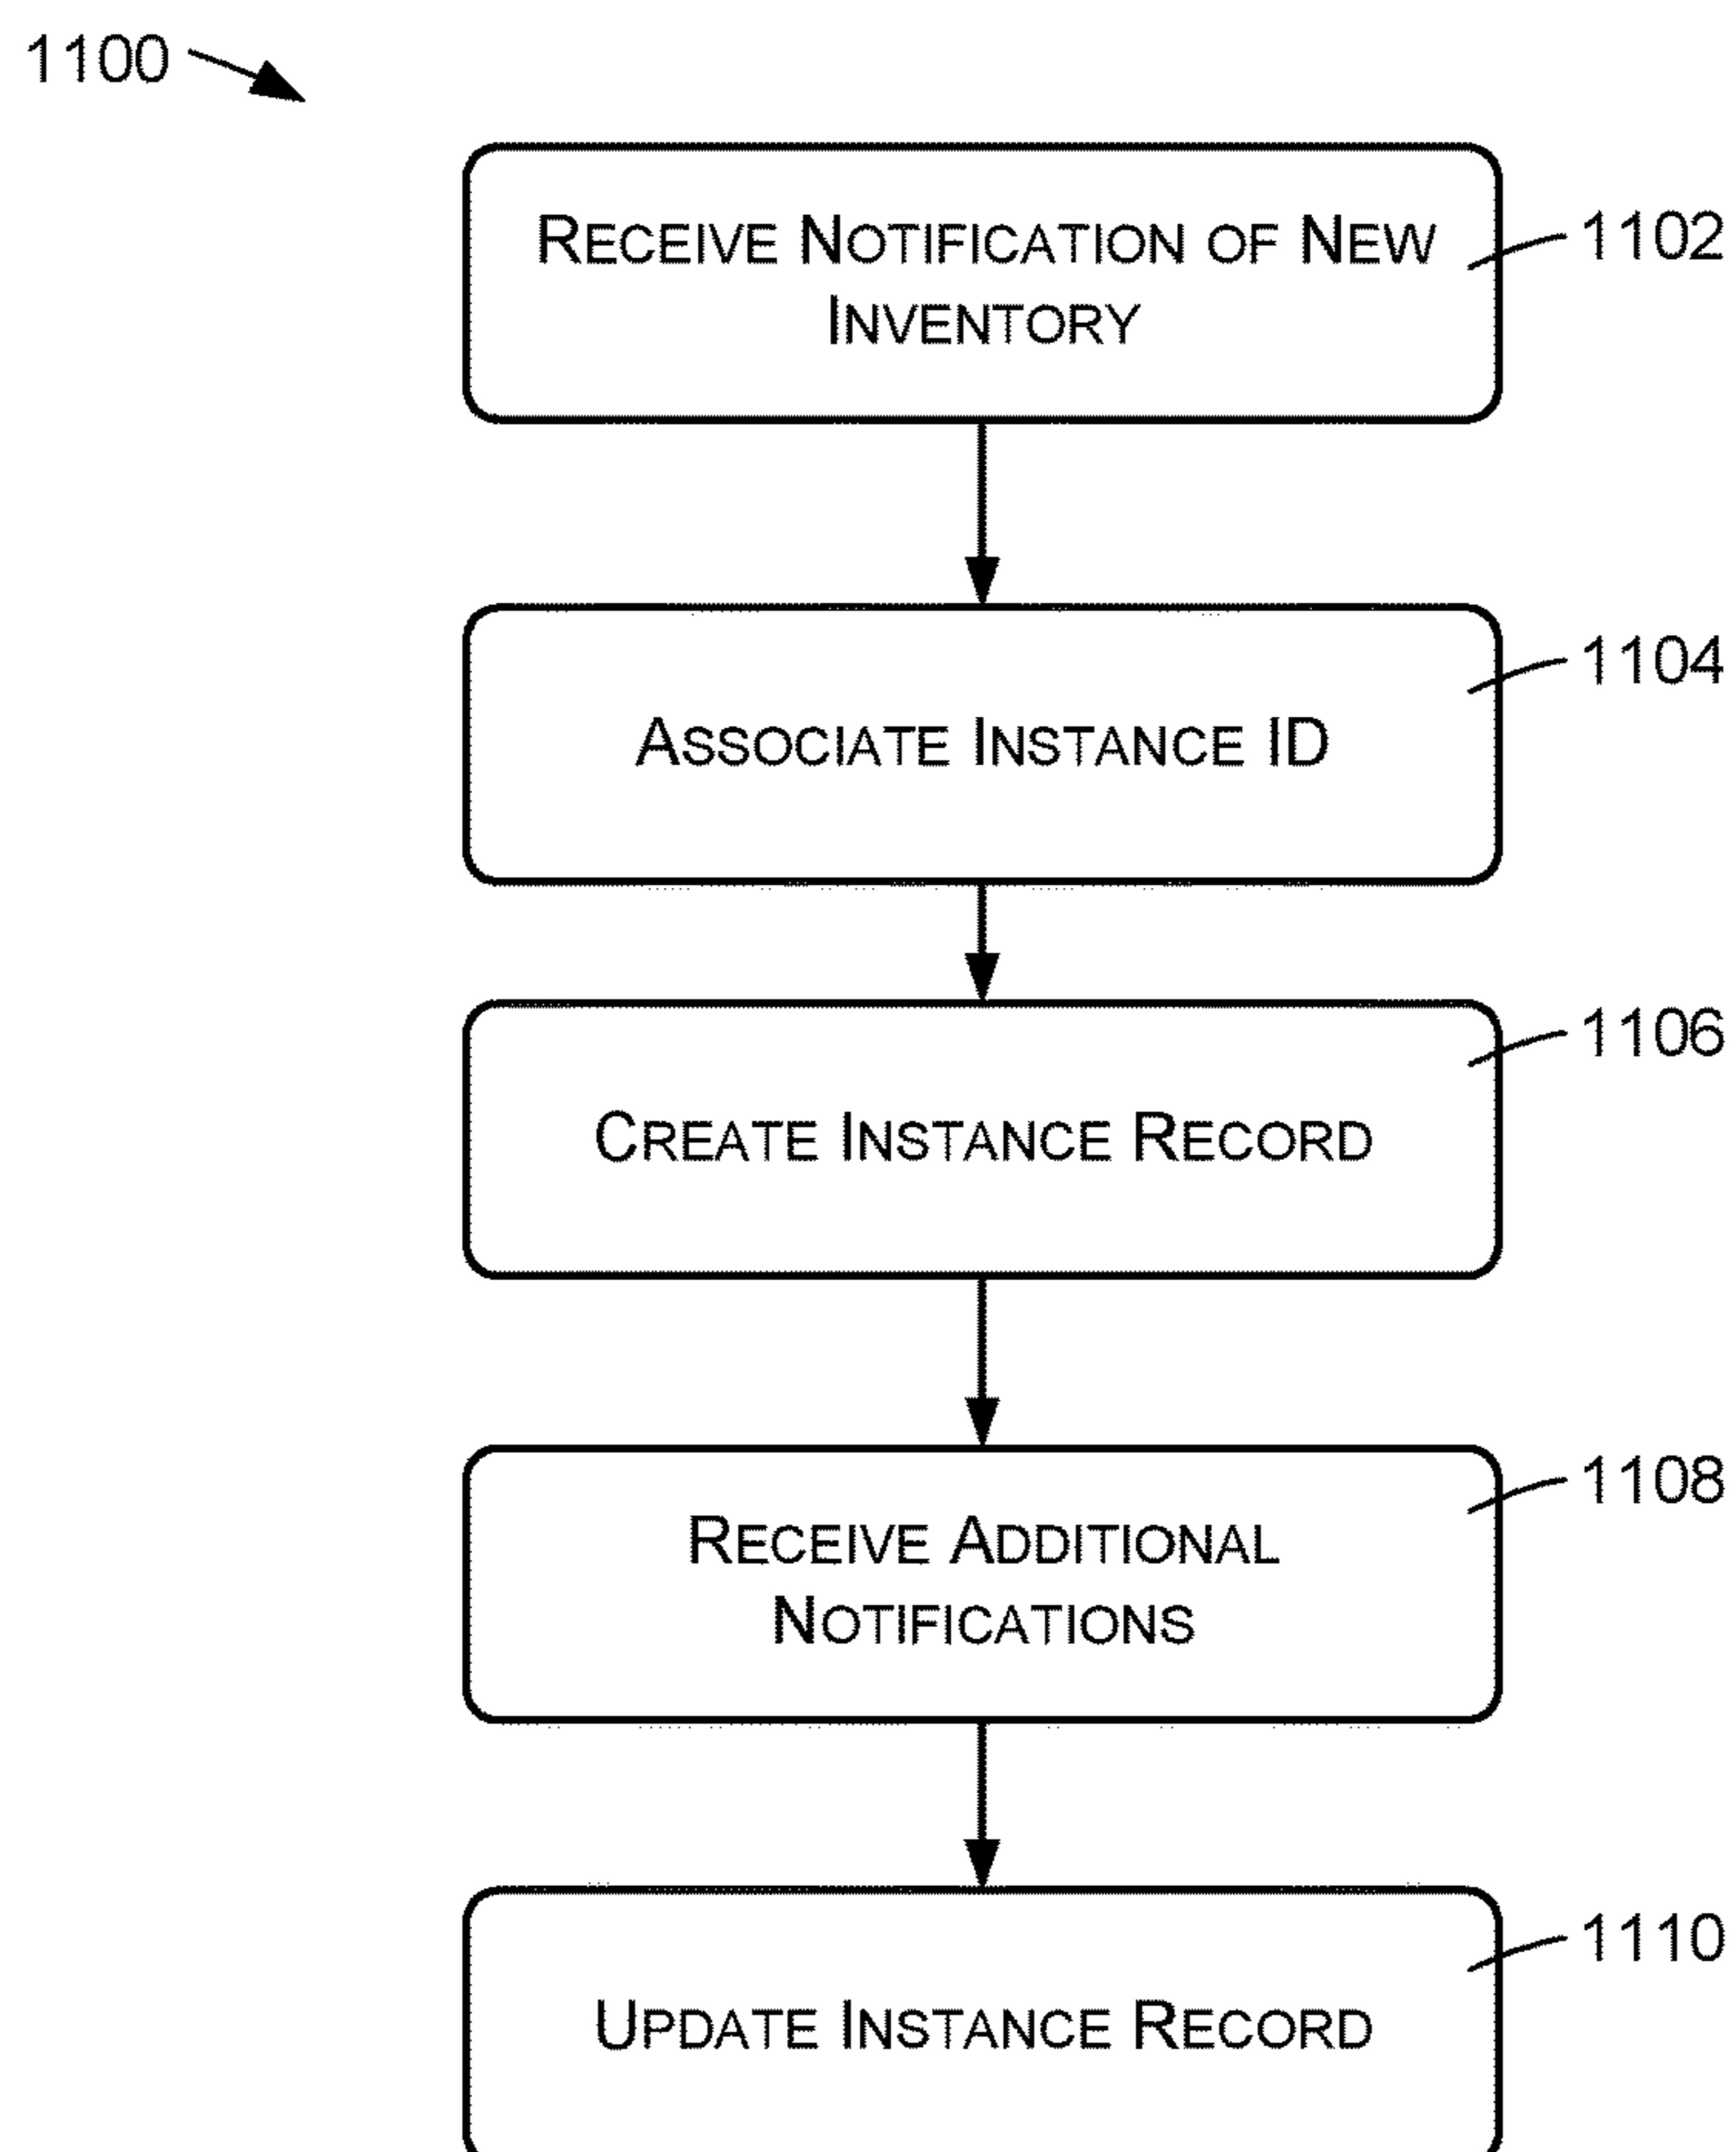 1100
RECEIVE NOTIFICATION OF NEW
INVENTORY
1102
ASSOCIATE INSTANCE ID
1104
CREATE INSTANCE RECORD
1106
RECEIVE ADDITIONAL
NOTIFICATIONS
1108
UPDATE INSTANCE RECORD
1110